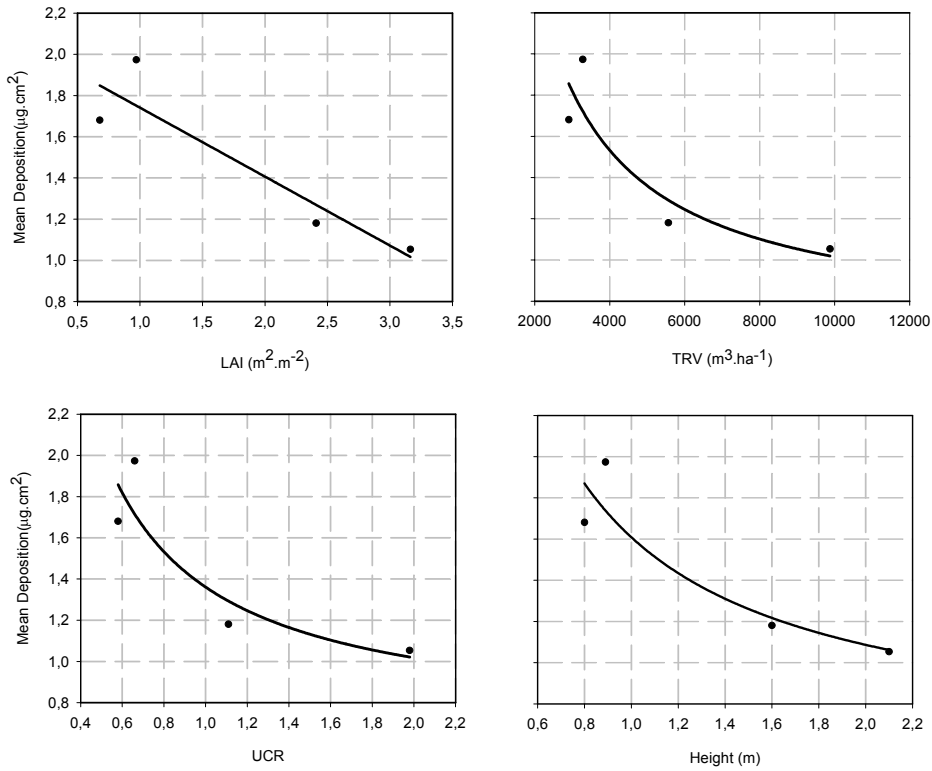 2,2
2,0
1,8
1,6
1,4
1,2
1,0
0,8
Mean Deposition(µg.cm2)
0,5 1,0 1,5 2,0 2,5 3,0 3,5
LAI (m2.m-2)
2000 4000 6000 8000 10000 12000
TRV (m3.ha-1)
2,2
2,0
1,8
1,6
1,4
1,2
1,0
0,8
Mean Deposition(µg.cm2)
0,4 0,6 0,8 1,0 1,2 1,4 1,6 1,8 2,0 2,2
UCR
0,6 0,8 1,0 1,2 1,4 1,6 1,8 2,0 2,2
Height (m)